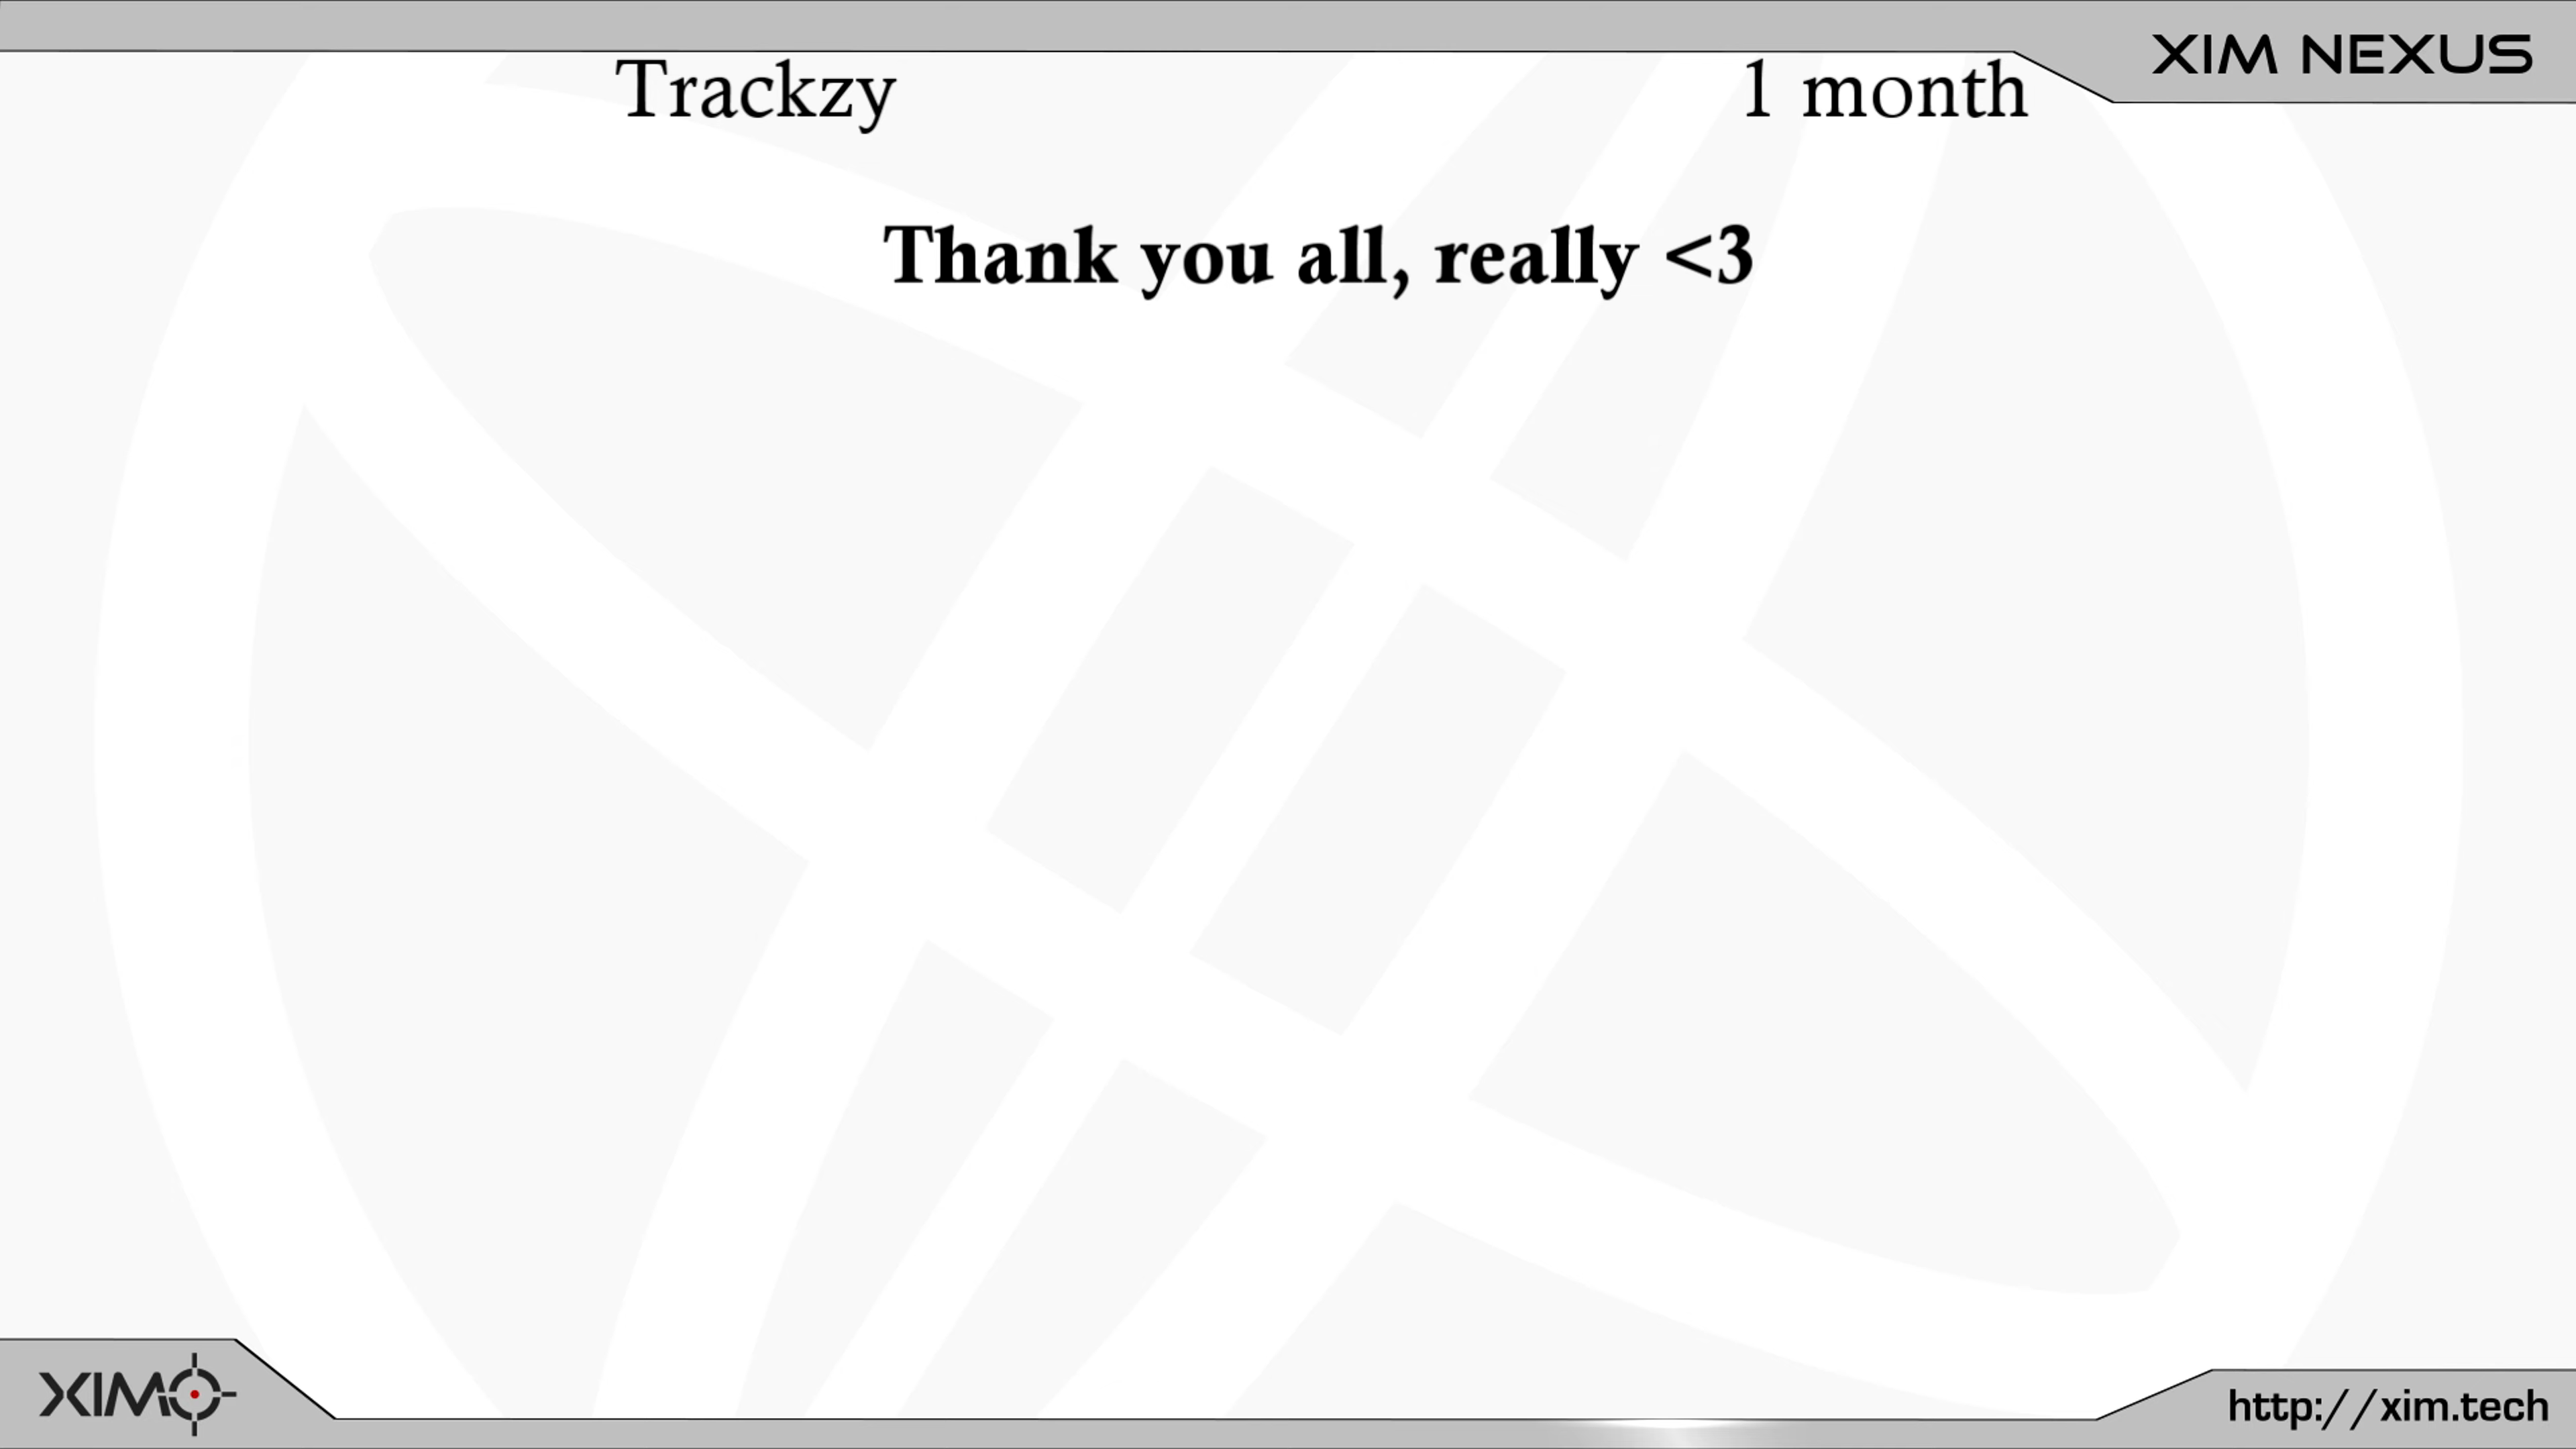 XIM NEXUS
Trackzy 1 month
Thank you all, really <3
XIM
http://xim.tech